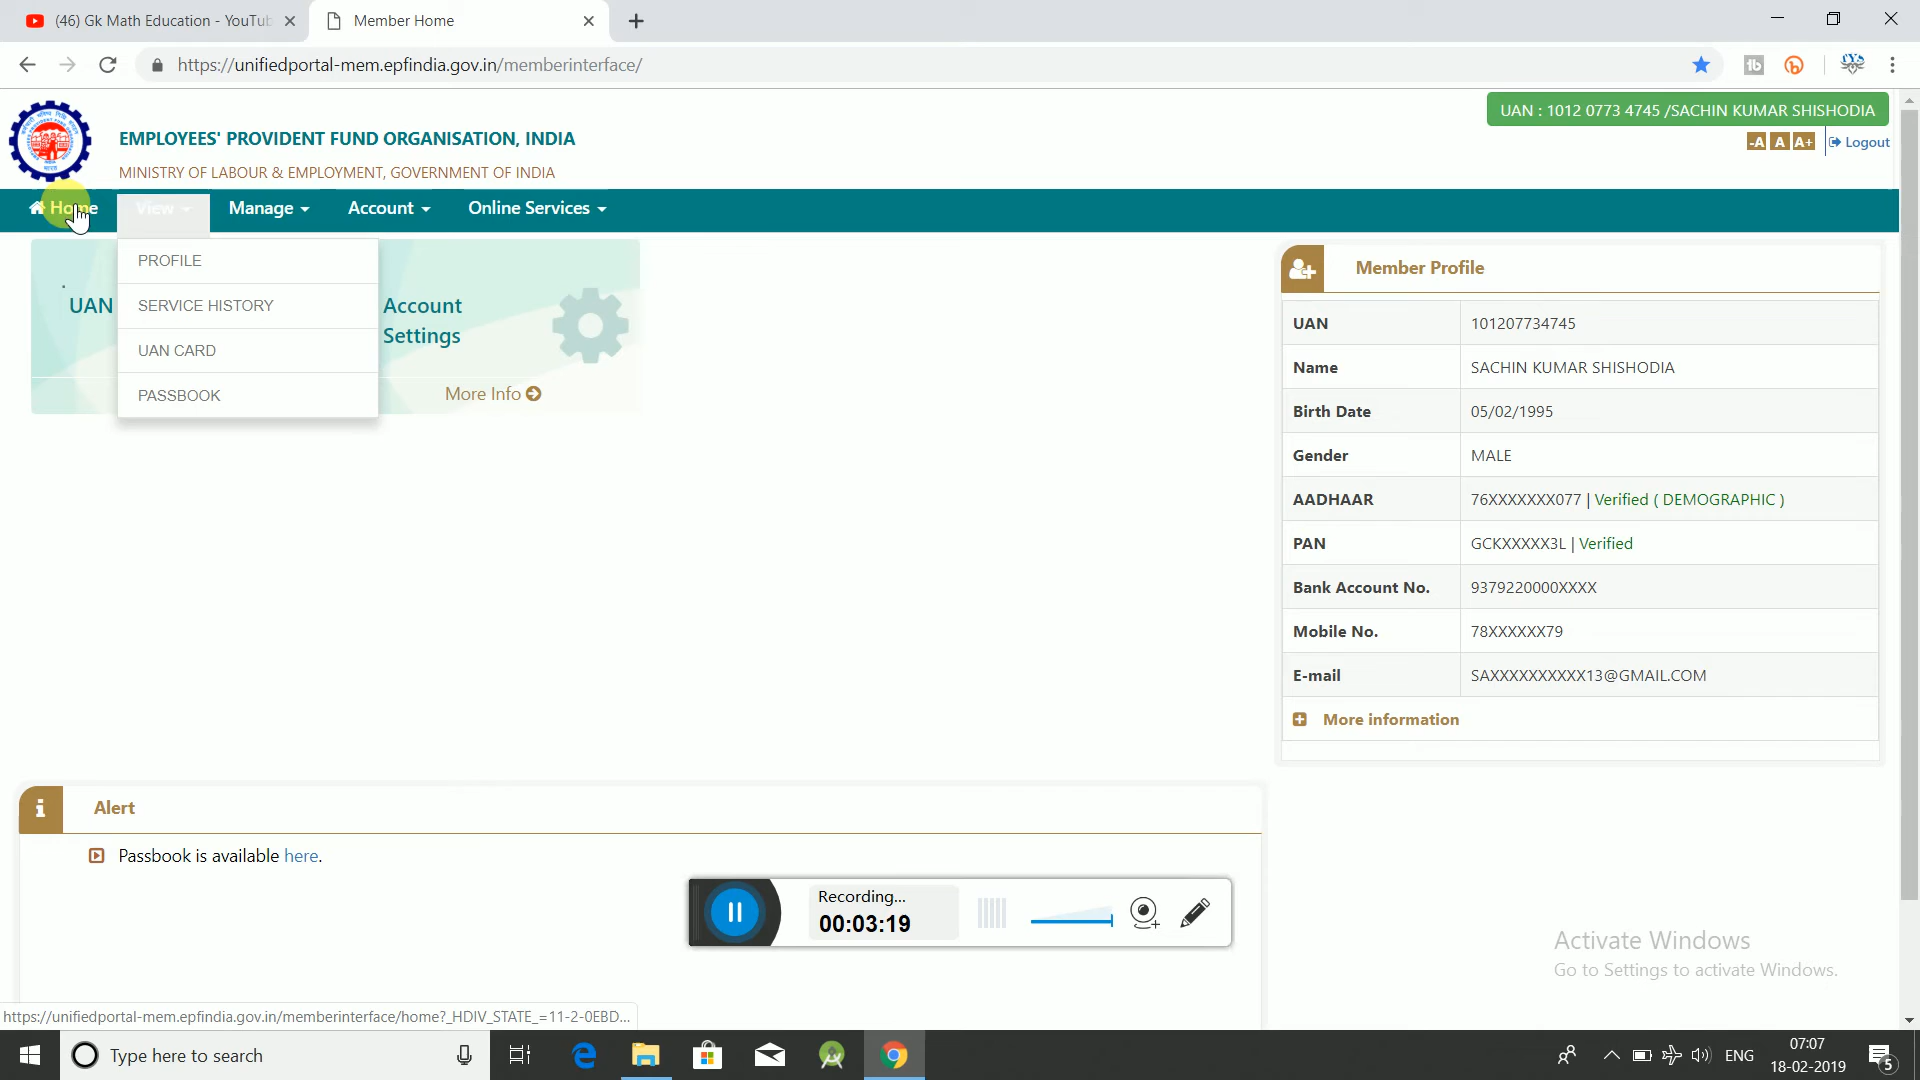 (46) Gk Math Education - YouTub
Member Home
https://unifiedportal-mem.epfindia.gov.in/memberinterface/
UAN : 1012 0773 4745 /SACHIN KUMAR SHISHODIA
EMPLOYEES' PROVIDENT FUND ORGANISATION, INDIA
-A A A+ Logout
MINISTRY OF LABOUR & EMPLOYMENT, GOVERNMENT OF INDIA
Home View Manage Account Online Services
PROFILE
SERVICE HISTORY
UAN CARD
PASSBOOK
UAN
Account
Settings
More Info
Member Profile
UAN 101207734745
Name SACHIN KUMAR SHISHODIA
Birth Date 05/02/1995
Gender MALE
AADHAAR 76XXXXXXX077 | Verified ( DEMOGRAPHIC )
PAN GCKXXXXX3L | Verified
Bank Account No. 9379220000XXXX
Mobile No. 78XXXXXX79
E-mail SAXXXXXXXXXX13@GMAIL.COM
More information
Alert
Passbook is available here.
Recording...
00:03:19
Activate Windows
Go to Settings to activate Windows.
https://unifiedportal-mem.epfindia.gov.in/memberinterface/home?_HDIV_STATE_=11-2-0EBD...
Type here to search
ENG
07:07
18-02-2019
5